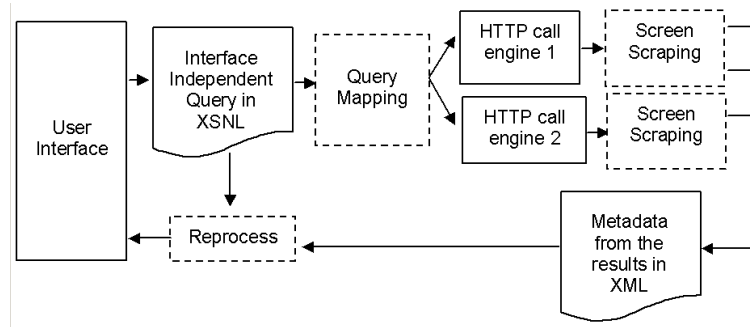 User
Interface
Interface
Independent
Query in
XSNL
Query
Mapping
HTTP call
engine 1
Screen
Scraping
HTTP call
engine 2
Screen
Scraping
Reprocess
Metadata
from the
results in
XML